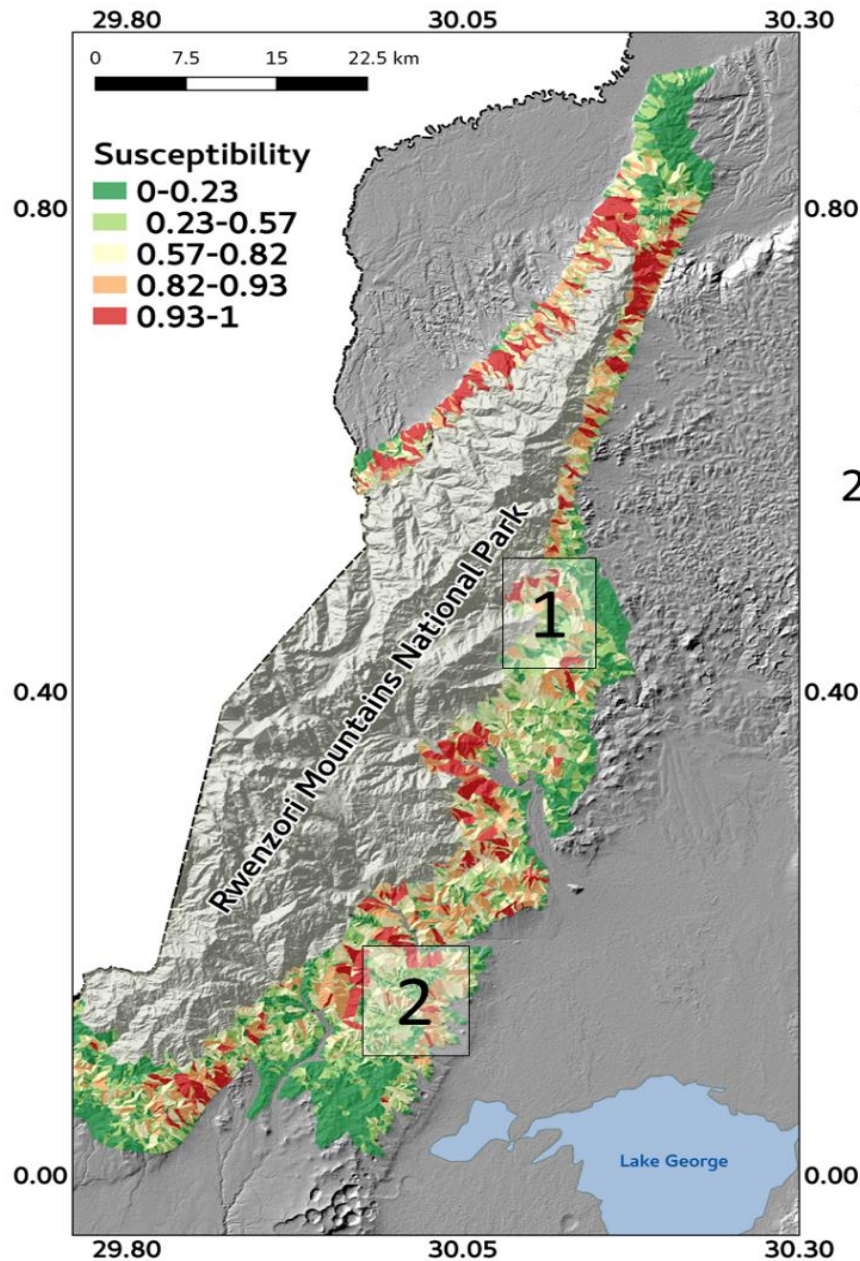 29.80 30.05 30.30
0 7.5 15 22.5 km
Susceptibility
0-0.23
0.23-0.57
0.57-0.82
0.82-0.93
0.93-1
0.80 0.80
2
Rwenzori Mountains National Park
1
0.40 0.40
2
Lake George
0.00 0.00
29.80 30.05 30.30